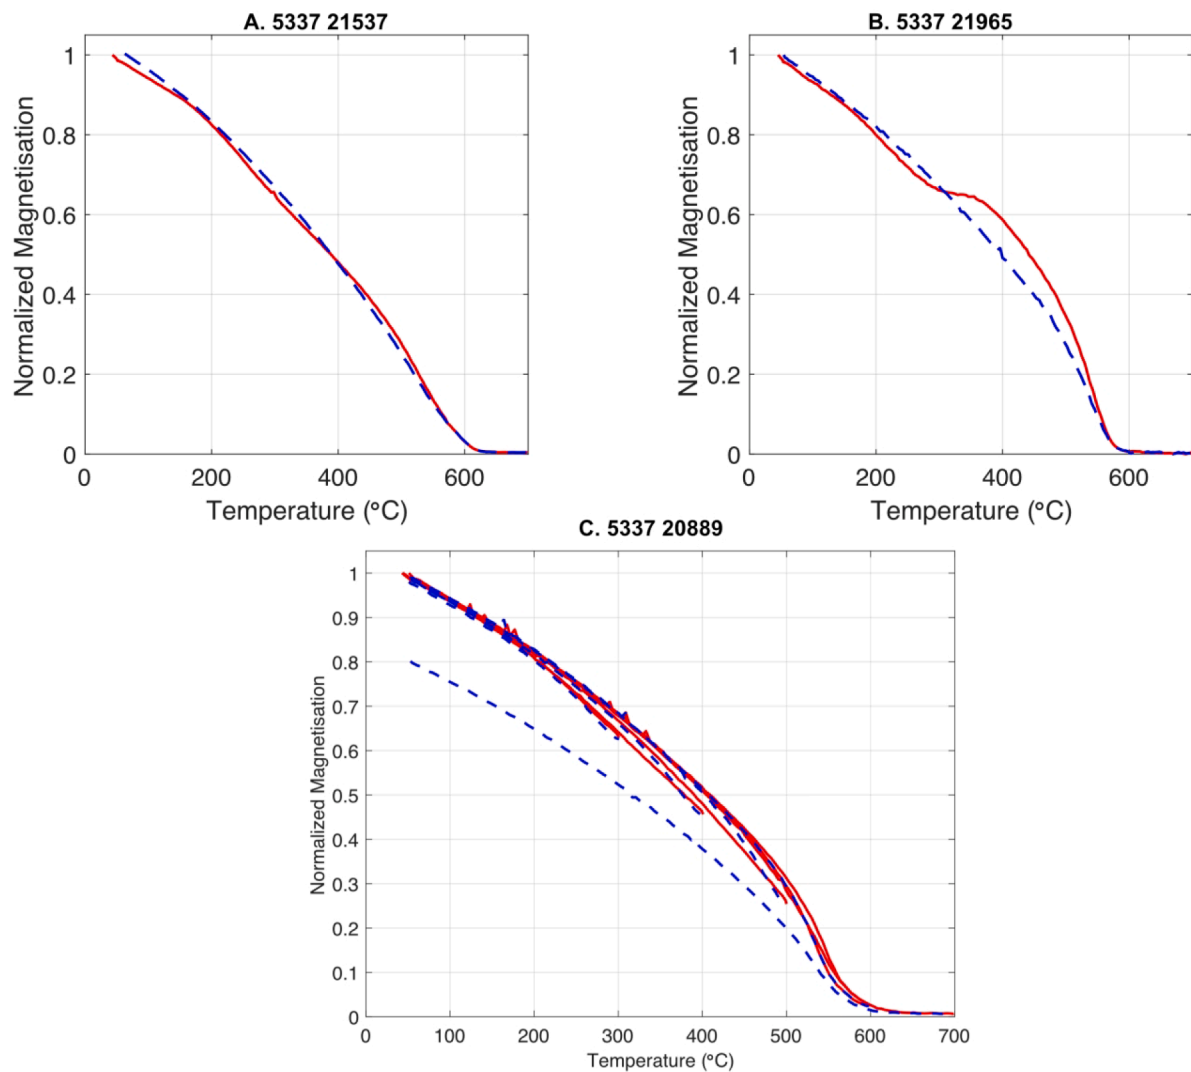 A. 5337 21537
Normalized Magnetisation
1
0.8
0.6
0.4
0.2
0
0 200 400 600
Temperature (°C)
B. 5337 21965
Normalized Magnetisation
1
0.8
0.6
0.4
0.2
0
0 200 400 600
Temperature (°C)
C. 5337 20889
Normalized Magnetisation
1
0.9
0.8
0.7
0.6
0.5
0.4
0.3
0.2
0.1
0
0 100 200 300 400 500 600 700
Temperature (°C)